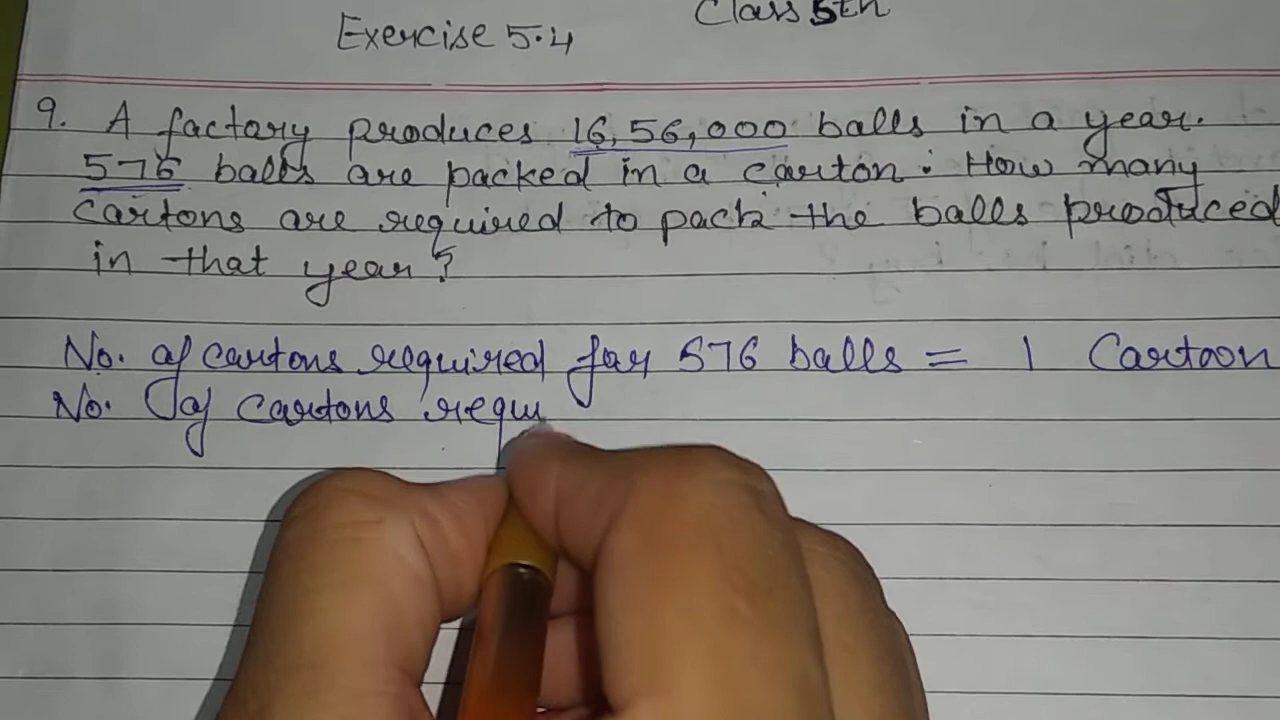 Class 5th
Exercise 5.4
9. A factory produces 16,56,000 balls in a year.
576 balls are packed in a carton. How many
cartons are required to pack the balls produced
in that year?
No. of cartons required for 576 balls = 1 Cartoon
No. of cartons requ